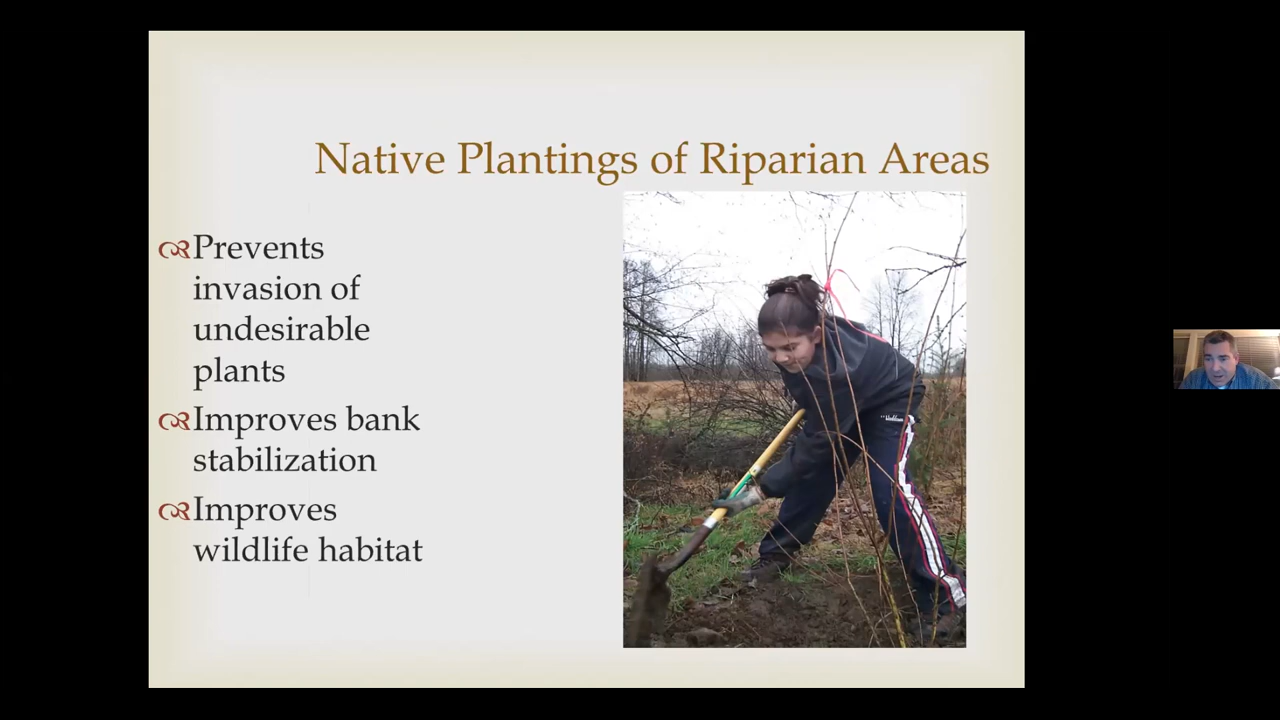 Native Plantings of Riparian Areas
Prevents
invasion of
undesirable
plants
Improves bank
stabilization
Improves
wildlife habitat